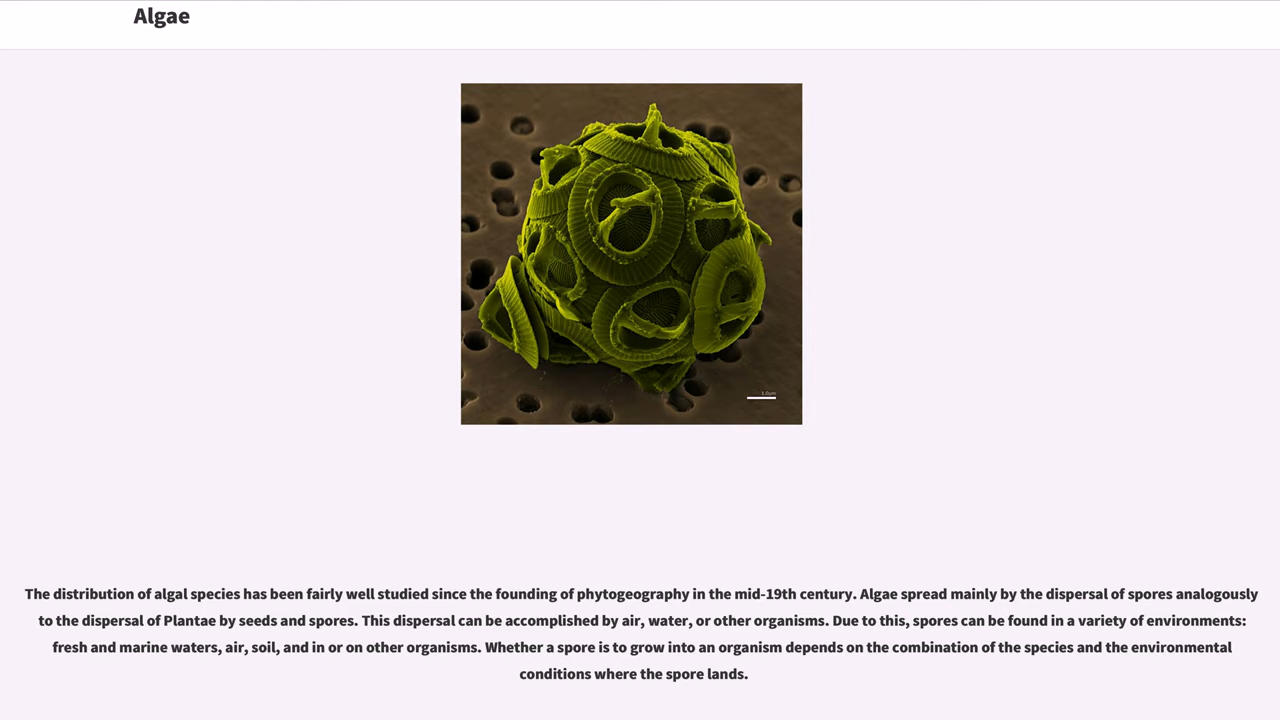 Algae
1.0µm
The distribution of algal species has been fairly well studied since the founding of phytogeography in the mid-19th century. Algae spread mainly by the dispersal of spores analogously
to the dispersal of Plantae by seeds and spores. This dispersal can be accomplished by air, water, or other organisms. Due to this, spores can be found in a variety of environments:
fresh and marine waters, air, soil, and in or on other organisms. Whether a spore is to grow into an organism depends on the combination of the species and the environmental
conditions where the spore lands.